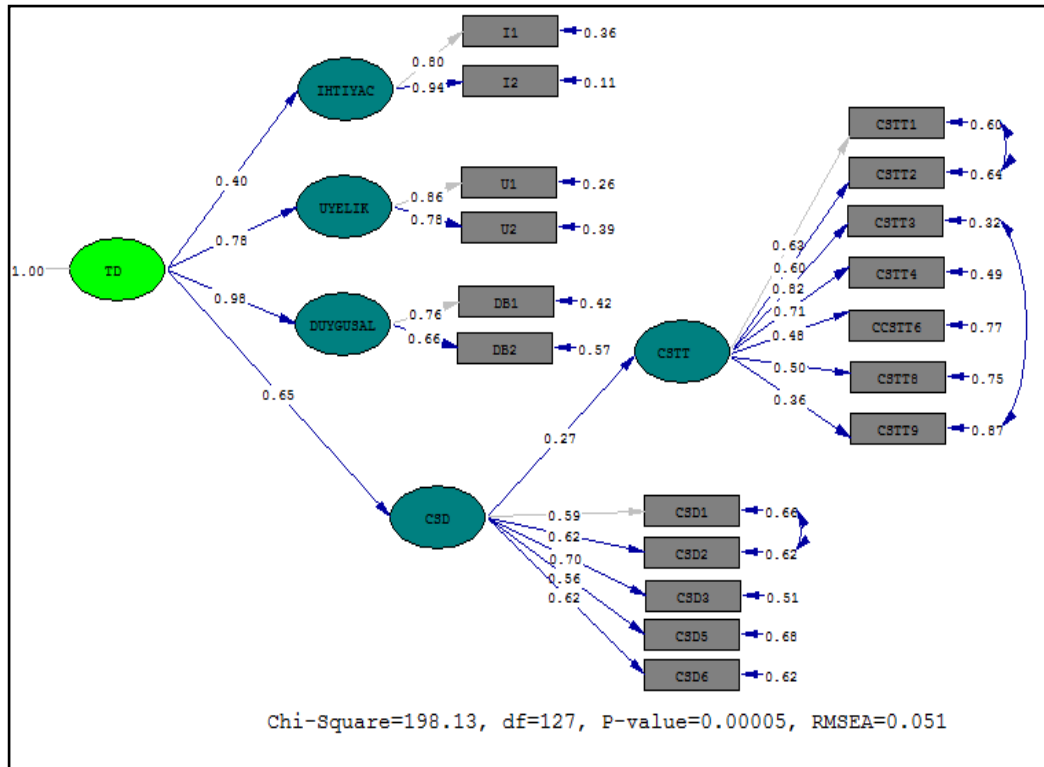 I1
0.36
0.80
IHTIYAC
0.94
I2
0.11
CSTT1
0.60
CSTT2
0.64
0.40
U1
0.26
0.86
UYELIK
0.78
U2
0.39
CSTT3
0.32
0.78
0.63
0.60
0.82
0.71
0.48
0.50
0.36
CSTT4
0.49
1.00
TD
0.98
DB1
0.42
0.76
DUYGUSAL
0.66
DB2
0.57
CSTT
CCSTT6
0.77
CSTT8
0.75
CSTT9
0.87
0.65
0.27
CSD
0.59
0.62
0.70
0.56
0.62
CSD1
0.66
CSD2
0.62
CSD3
0.51
CSD5
0.68
CSD6
0.62
Chi-Square=198.13, df=127, P-value=0.00005, RMSEA=0.051